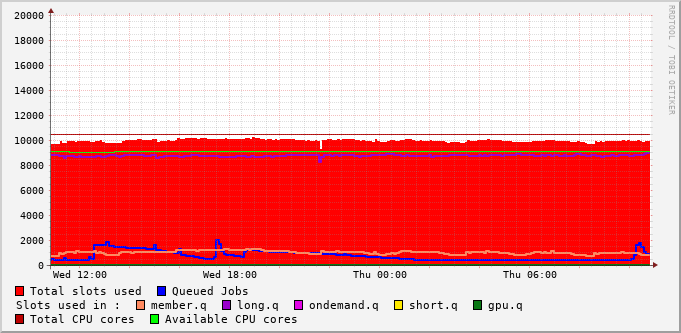 20000
18000
16000
14000
12000
10000
8000
6000
4000
2000
0
Wed 12:00 Wed 18:00 Thu 00:00 Thu 06:00
RRDTOOL / TOBI OETIKER
Total slots used Queued Jobs
Slots used in : member.q long.q ondemand.q short.q gpu.q
Total CPU cores Available CPU cores